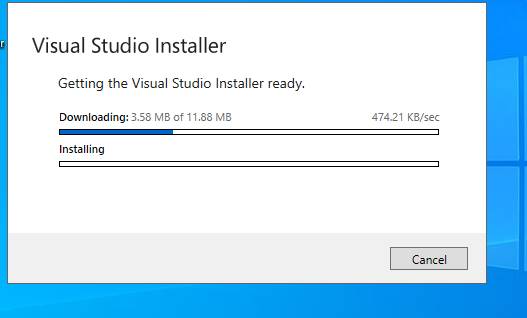 r
Visual Studio Installer
Getting the Visual Studio Installer ready.
Downloading: 3.58 MB of 11.88 MB 474.21 KB/sec
Installing
Cancel